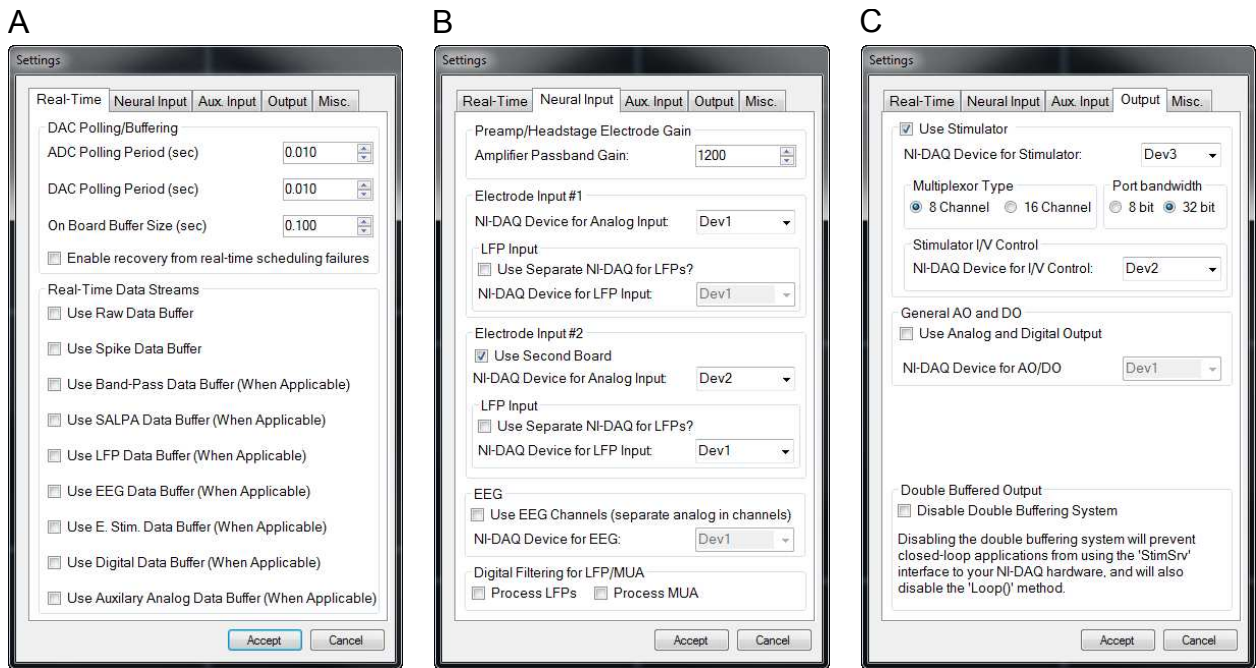 A
Settings
Real-Time Neural Input Aux. Input Output Misc.
DAC Polling/Buffering
ADC Polling Period (sec) 0.010
DAC Polling Period (sec) 0.010
On Board Buffer Size (sec) 0.100
Enable recovery from real-time scheduling failures
Real-Time Data Streams
Use Raw Data Buffer
Use Spike Data Buffer
Use Band-Pass Data Buffer (When Applicable)
Use SALPA Data Buffer (When Applicable)
Use LFP Data Buffer (When Applicable)
Use EEG Data Buffer (When Applicable)
Use E. Stim. Data Buffer (When Applicable)
Use Digital Data Buffer (When Applicable)
Use Auxilary Analog Data Buffer (When Applicable)
Accept Cancel
B
Settings
Real-Time Neural Input Aux. Input Output Misc.
Preamp/Headstage Electrode Gain
Amplifier Passband Gain: 1200
Electrode Input #1
NI-DAQ Device for Analog Input: Dev1
LFP Input
Use Separate NI-DAQ for LFPs?
NI-DAQ Device for LFP Input: Dev1
Electrode Input #2
Use Second Board
NI-DAQ Device for Analog Input: Dev2
LFP Input
Use Separate NI-DAQ for LFPs?
NI-DAQ Device for LFP Input: Dev1
EEG
Use EEG Channels (separate analog in channels)
NI-DAQ Device for EEG: Dev1
Digital Filtering for LFP/MUA
Process LFPs Process MUA
Accept Cancel
C
Settings
Real-Time Neural Input Aux. Input Output Misc.
Use Stimulator
NI-DAQ Device for Stimulator: Dev3
Multiplexor Type Port bandwidth
8 Channel 16 Channel 8 bit 32 bit
Stimulator I/V Control
NI-DAQ Device for I/V Control: Dev2
General AO and DO
Use Analog and Digital Output
NI-DAQ Device for AO/DO Dev1
Double Buffered Output
Disable Double Buffering System
Disabling the double buffering system will prevent
closed-loop applications from using the 'StimSrv'
interface to your NI-DAQ hardware, and will also
disable the 'Loop()' method.
Accept Cancel